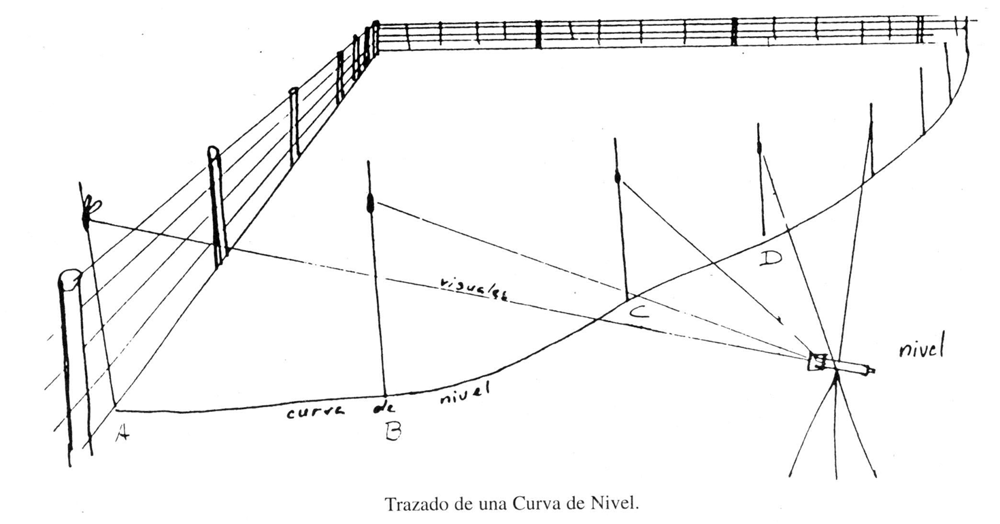 visuales
nivel
curva de nivel
A
B
C
D
Trazado de una Curva de Nivel.